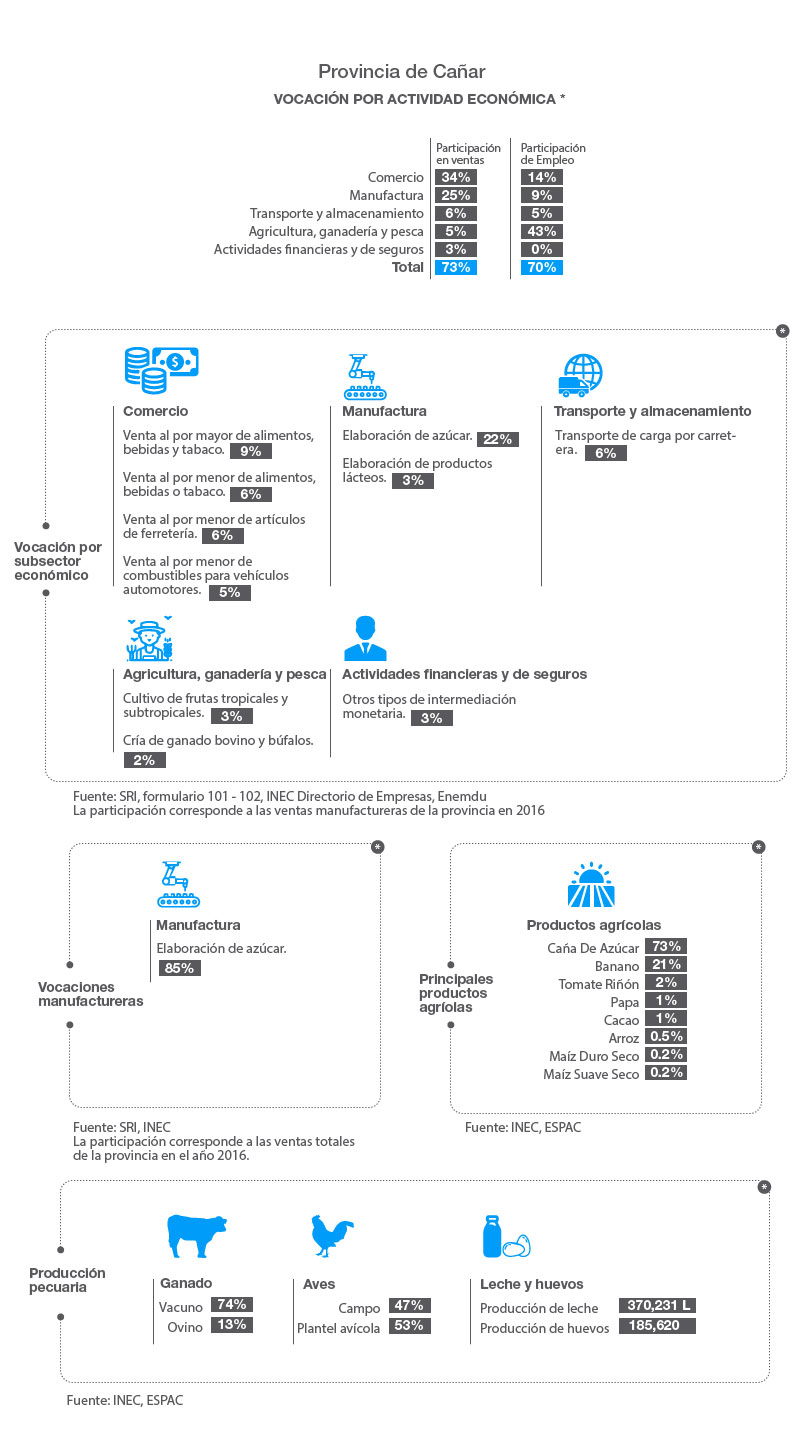 Provincia de Cañar
VOCACIÓN POR ACTIVIDAD ECONÓMICA *
Participación en ventas
Participación de Empleo
Comercio 34% 14%
Manufactura 25% 9%
Transporte y almacenamiento 6% 5%
Agricultura, ganadería y pesca 5% 43%
Actividades financieras y de seguros 3% 0%
Total 73% 70%
*
Vocación por
subsector
económico
$
Comercio
Venta al por mayor de alimentos,
bebidas y tabaco. 9%
Venta al por menor de alimentos,
bebidas o tabaco. 6%
Venta al por menor de artículos
de ferretería. 6%
Venta al por menor de
combustibles para vehículos
automotores. 5%
Manufactura
Elaboración de azúcar. 22%
Elaboración de productos
lácteos. 3%
Transporte y almacenamiento
Transporte de carga por carret-
era. 6%
Agricultura, ganadería y pesca
Cultivo de frutas tropicales y
subtropicales. 3%
Cría de ganado bovino y búfalos.
2%
Actividades financieras y de seguros
Otros tipos de intermediación
monetaria. 3%
Fuente: SRI, formulario 101 - 102, INEC Directorio de Empresas, Enemdu
La participación corresponde a las ventas manufactureras de la provincia en 2016
*
Vocaciones
manufactureras
Manufactura
Elaboración de azúcar.
85%
Fuente: SRI, INEC
La participación corresponde a las ventas totales
de la provincia en el año 2016.
*
Principales
productos
agríolas
Productos agrícolas
Caña De Azúcar 73%
Banano 21%
Tomate Riñón 2%
Papa 1%
Cacao 1%
Arroz 0.5%
Maíz Duro Seco 0.2%
Maíz Suave Seco 0.2%
Fuente: INEC, ESPAC
*
Producción
pecuaria
Ganado
Vacuno 74%
Ovino 13%
Aves
Campo 47%
Plantel avícola 53%
Leche y huevos
Producción de leche 370,231 L
Producción de huevos 185,620
Fuente: INEC, ESPAC